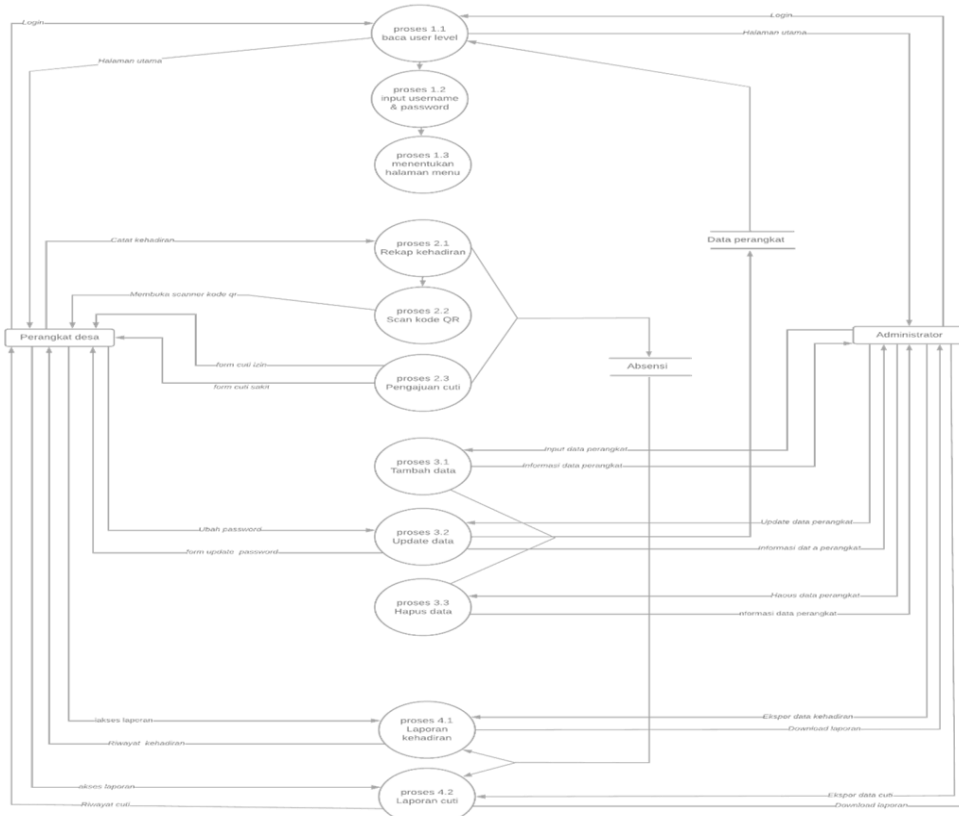 Login
proses 1.1
baca user level
Login
Halaman utama
Halaman utama
proses 1.2
input username
& password
proses 1.3
menentukan
halaman menu
Catat kehadiran
proses 2.1
Rekap kehadiran
Data perangkat
Membuka scanner kode qr
proses 2.2
Scan kode QR
Perangkat desa
Administrator
form cuti izin
form cuti sakit
proses 2.3
Pengajuan cuti
Absensi
Input data perangkat
proses 3.1
Tambah data
Informasi data perangkat
Ubah password
form update password
proses 3.2
Update data
Update data perangkat
Informasi dar a perangkat
proses 3.3
Hapus data
Hapus data perangkat
nformasi data perangkat
akses laporan
Riwayat kehadiran
proses 4.1
Laporan
kehadiran
Ekspor data kehadiran
Download laporan
akses laporan
Riwayat cuti
proses 4.2
Laporan cuti
Ekspor data cuti
Download laporan